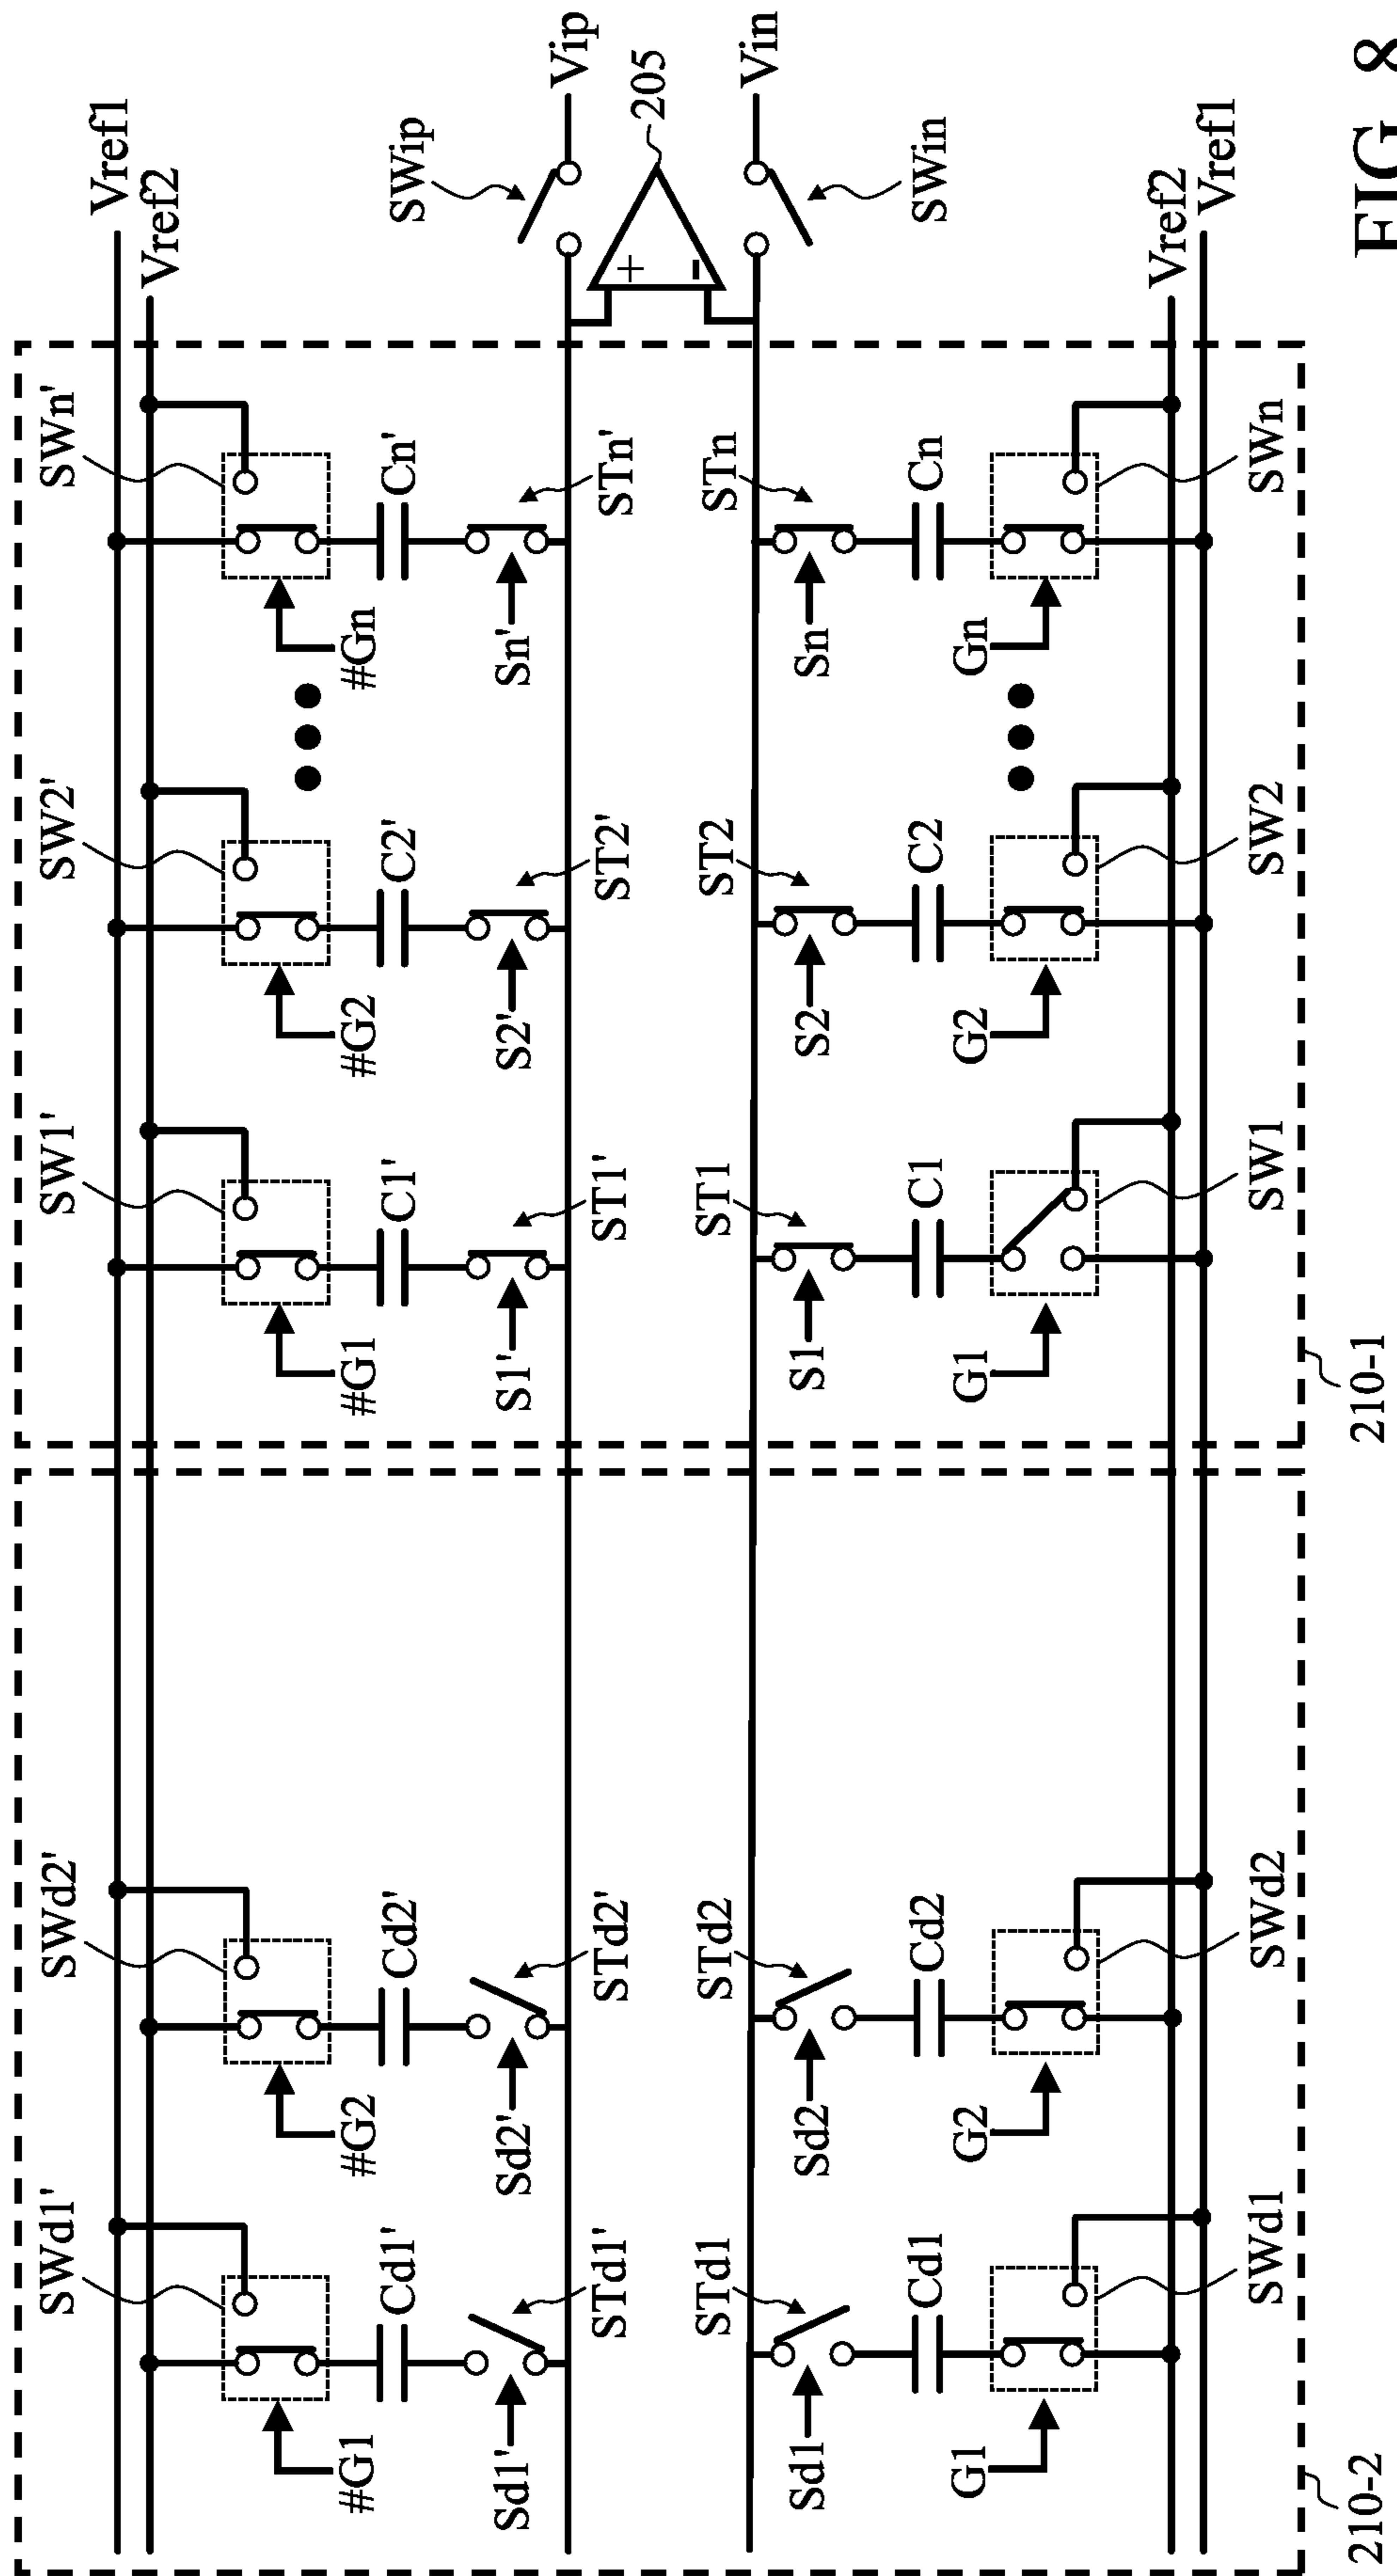 SWd1' SWd2' SW1' SW2' SWn'
Vref1
Vref2
#G1 #G2 #G1 #G2 #Gn
Cd1' Cd2' C1' C2' Cn' SWip
Sd1' Sd2' S1' S2' Sn'
Vip
STd1' STd2' ST1' ST2' STn'
+
205
-
STd1 STd2 ST1 ST2 STn
Vin
Sd1 Sd2 S1 S2 Sn
Cd1 Cd2 C1 C2 Cn SWin
G1 G2 G1 G2 Gn
Vref2
Vref1
SWd1 SWd2 SW1 SW2 SWn
210-2 210-1
FIG 8